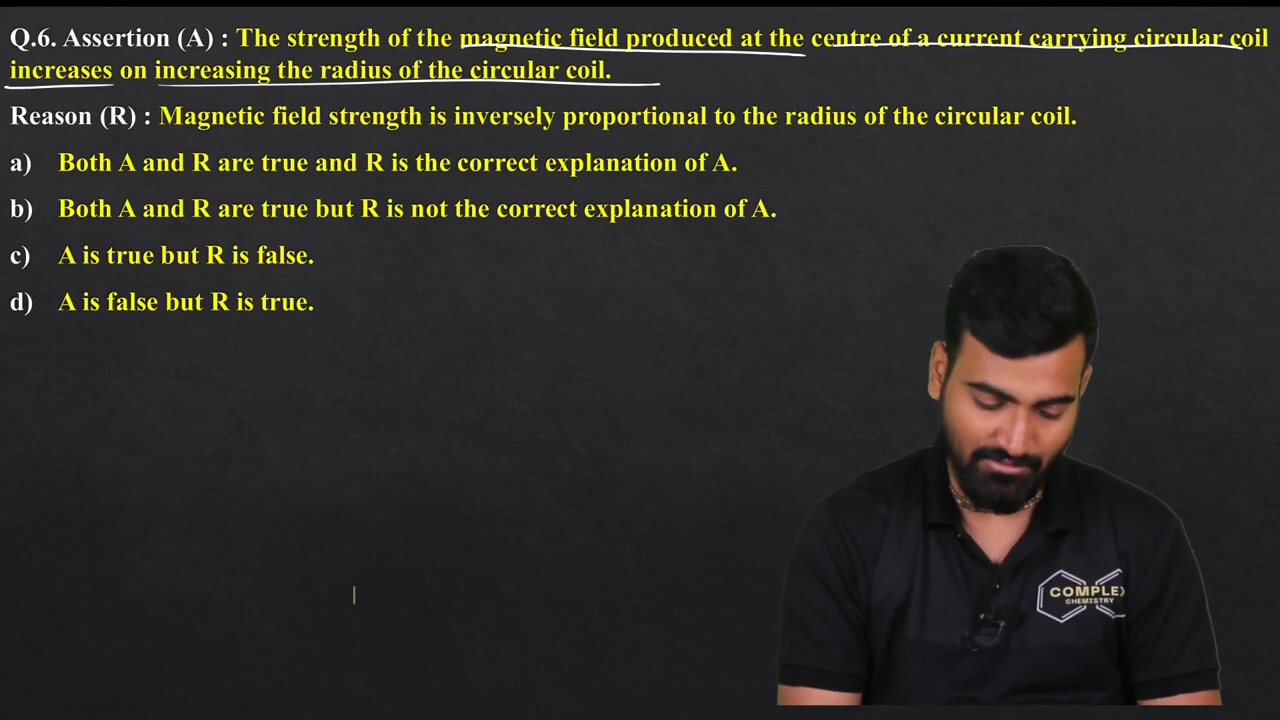 Q.6. Assertion (A) : The strength of the magnetic field produced at the centre of a current carrying circular coil
increases on increasing the radius of the circular coil.
Reason (R) : Magnetic field strength is inversely proportional to the radius of the circular coil.
a) Both A and R are true and R is the correct explanation of A.
b) Both A and R are true but R is not the correct explanation of A.
c) A is true but R is false.
d) A is false but R is true.
COMPLEX
CHEMISTRY